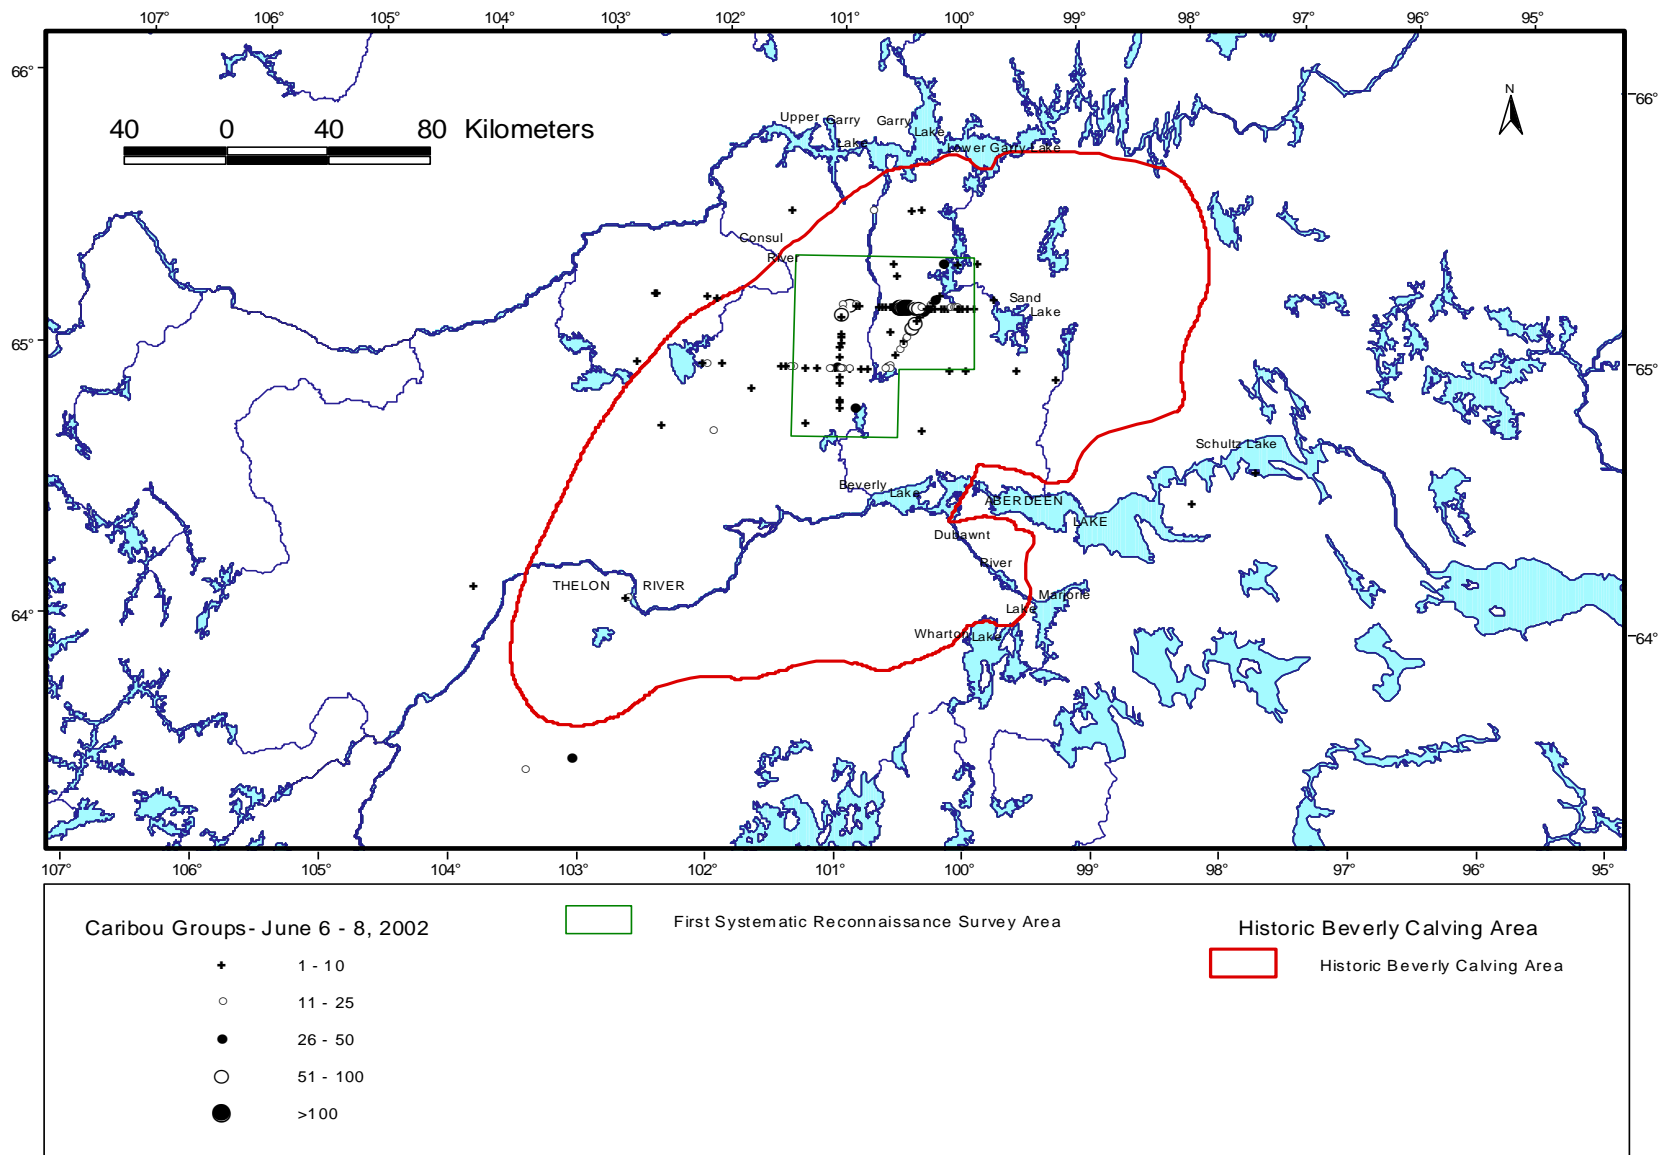 107° 106° 105° 104° 103° 102° 101° 100° 99° 98° 97° 96° 95°
66° 66°
N
40 0 40 80 Kilometers
Upper Garry Lake
Garry Lake
Lower Garry Lake
Consul River
Sand Lake
65° 65°
Schultz Lake
Beverly Lake
ABERDEEN LAKE
Dubawnt River
THELON RIVER
Marjorie Lake
64° 64°
Wharton Lake
107° 106° 105° 104° 103° 102° 101° 100° 99° 98° 97° 96° 95°
Caribou Groups- June 6 - 8, 2002
1 - 10
11 - 25
26 - 50
51 - 100
>100
First Systematic Reconnaissance Survey Area
Historic Beverly Calving Area
Historic Beverly Calving Area